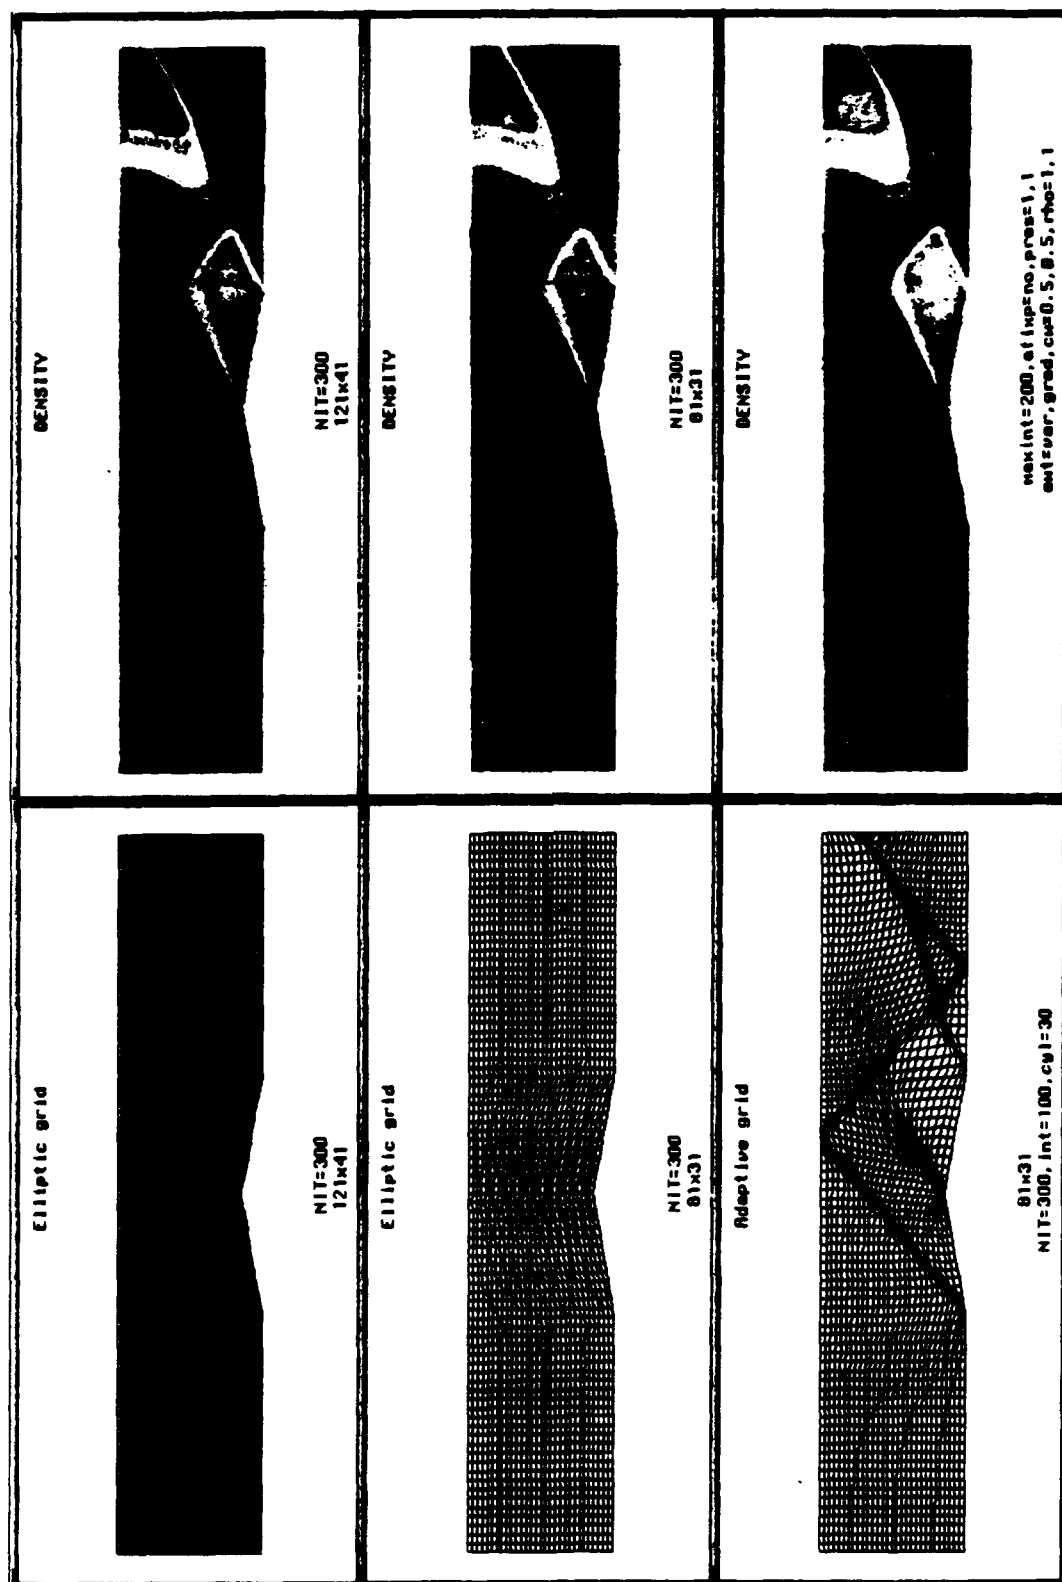 Elliptic grid
NIT=300
121x41
DENSITY
NIT=300
121x41
Elliptic grid
NIT=300
81x31
DENSITY
NIT=300
81x31
Adaptive grid
81x31
NIT=300,int=100,cyl=30
DENSITY
maxint=200,atixp=no,pres=1,1
ewt=var,grad,cw=0.5,0.5,rho=1,1